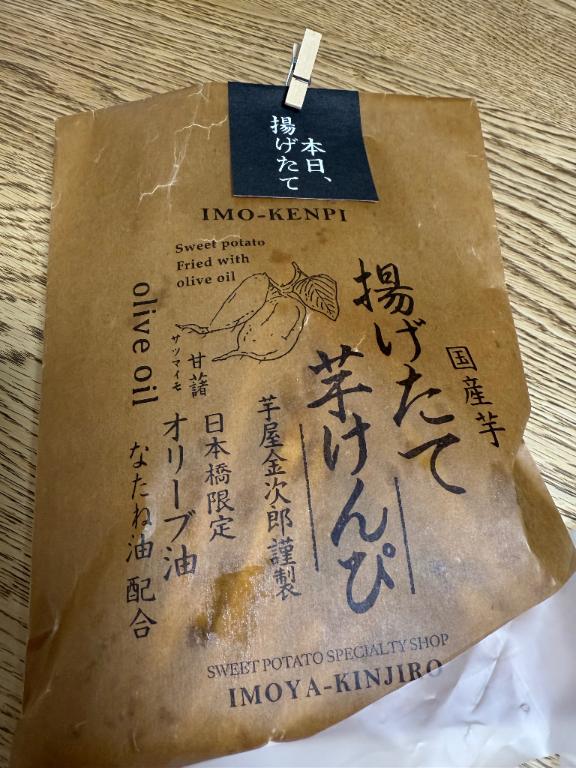 本日、
揚げたて
IMO-KENPI
Sweet potato
Fried with
olive oil
国産芋
揚げたて
芋けんぴ
芋屋金次郎謹製
日本橋限定
甘藷
サツマイモ
オリーブ油
olive oil
なたね油 配合
SWEET POTATO SPECIALTY SHOP
IMOYA-KINJIRO